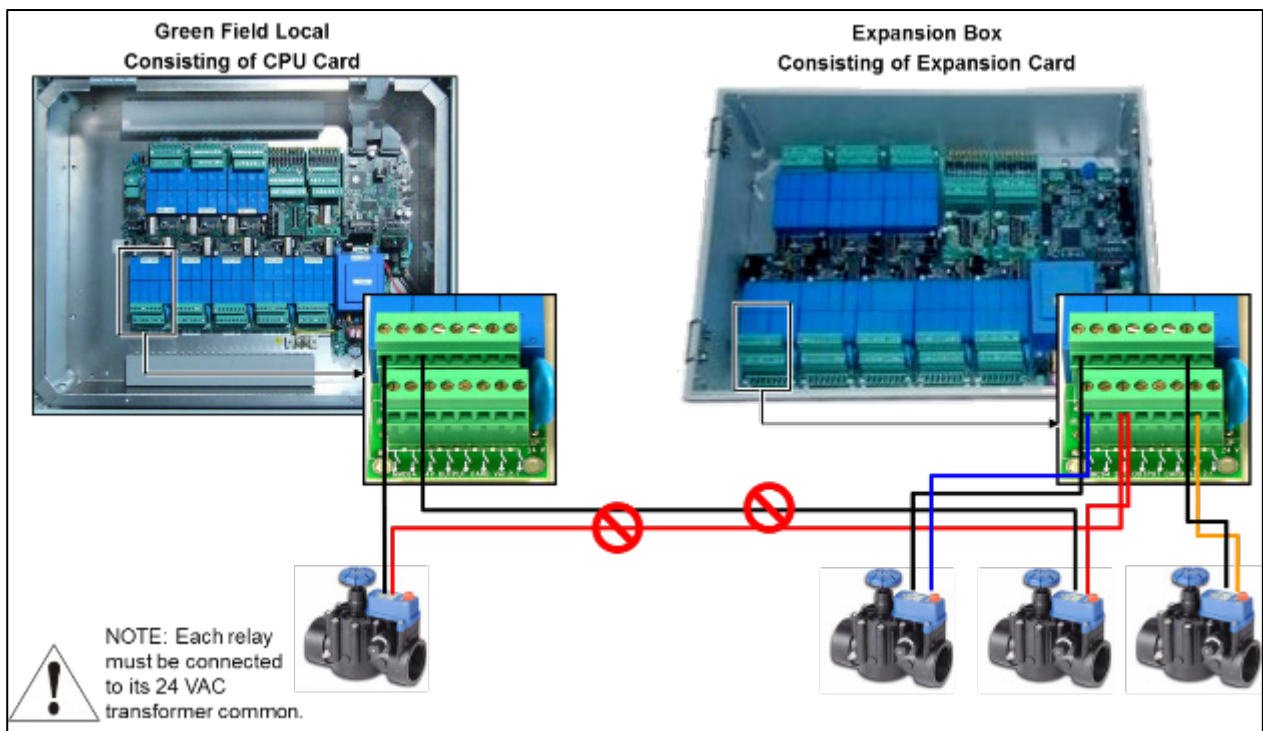 Green Field Local
Consisting of CPU Card
Expansion Box
Consisting of Expansion Card
NOTE: Each relay
must be connected
to its 24 VAC
transformer common.